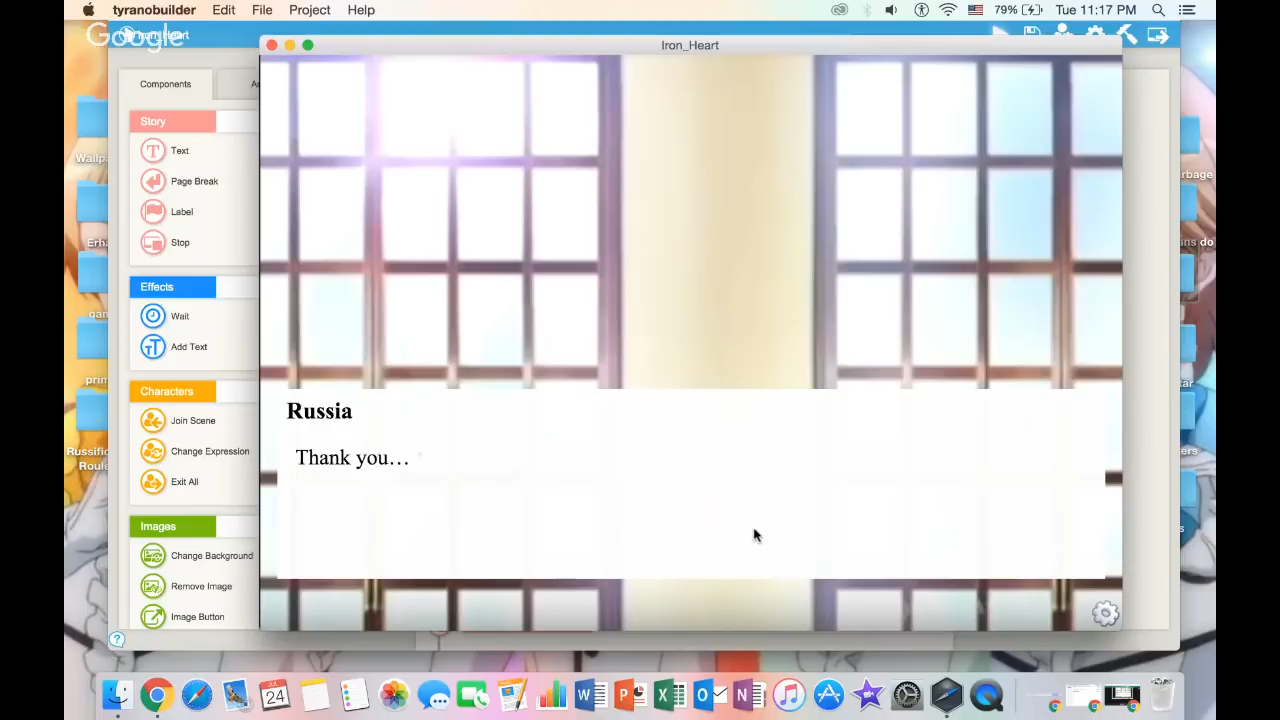 tyranobuilder Edit File Project Help 79% Tue 11:17 PM
Google
Iron_Heart
Iron_Heart
Components
Story
Text
Page Break
Label
Stop
Effects
Wait
Add Text
Characters
Join Scene
Change Expression
Exit All
Images
Change Background
Remove Image
Image Button
Russia
Thank you…
?
24